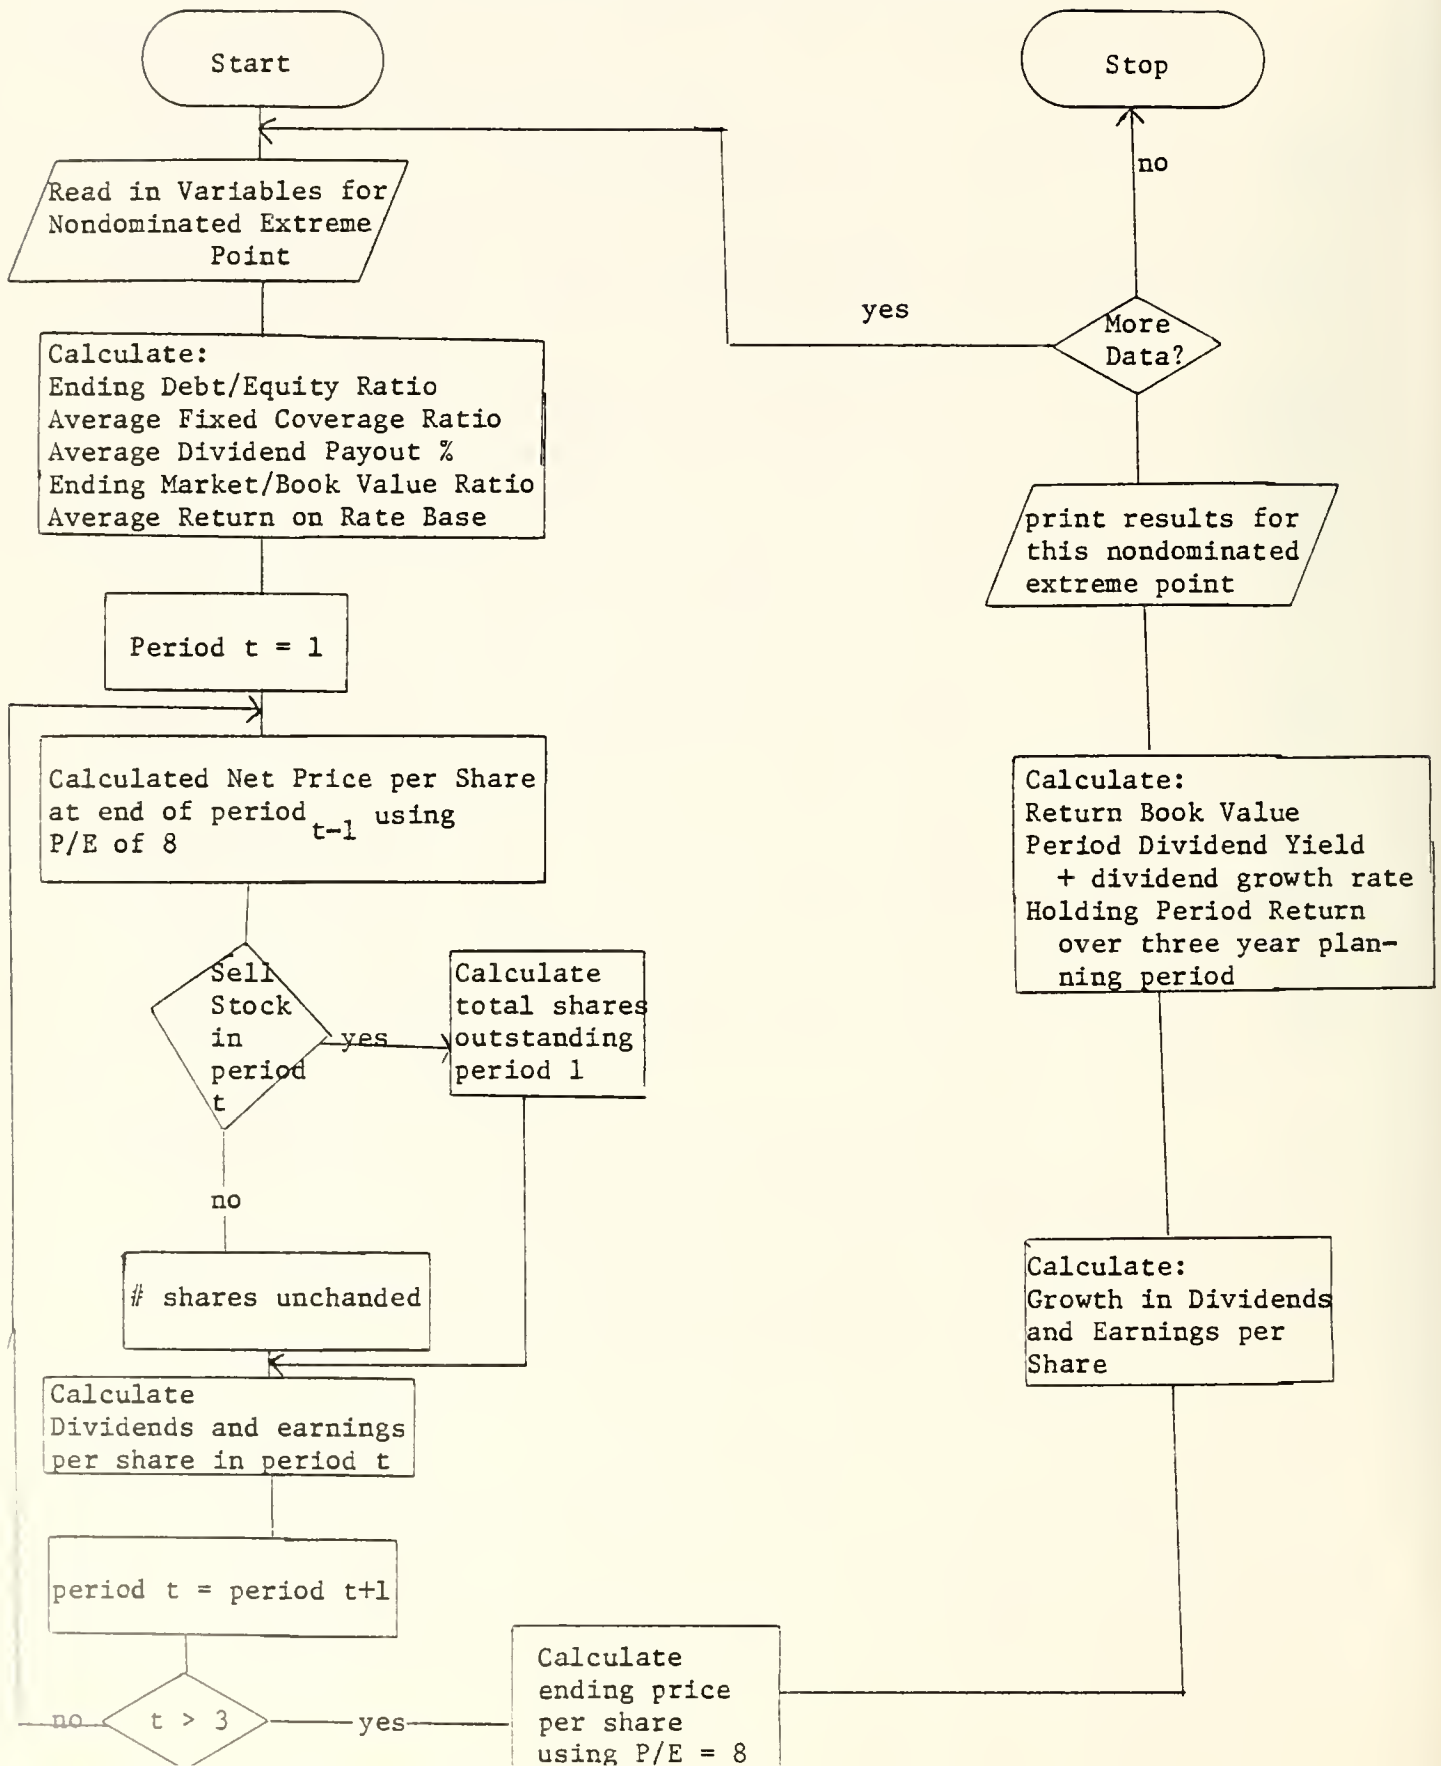 Start
Read in Variables for
Nondominated Extreme
Point
Calculate:
Ending Debt/Equity Ratio
Average Fixed Coverage Ratio
Average Dividend Payout %
Ending Market/Book Value Ratio
Average Return on Rate Base
Period t = 1
Calculated Net Price per Share
at end of period t-1 using
P/E of 8
Sell
Stock
in
period
t
yes
Calculate
total shares
outstanding
period 1
no
# shares unchanded
Calculate
Dividends and earnings
per share in period t
period t = period t+1
no
t > 3
yes
Calculate
ending price
per share
using P/E = 8
Calculate:
Growth in Dividends
and Earnings per
Share
Calculate:
Return Book Value
Period Dividend Yield
+ dividend growth rate
Holding Period Return
over three year plan-
ning period
print results for
this nondominated
extreme point
More
Data?
yes
no
Stop